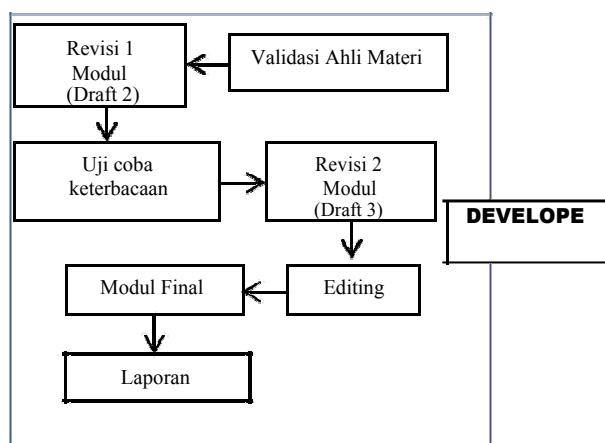 Revisi 1
Modul
(Draft 2)
Validasi Ahli Materi
Uji coba
keterbacaan
Revisi 2
Modul
(Draft 3)
DEVELOPE
Modul Final
Editing
Laporan